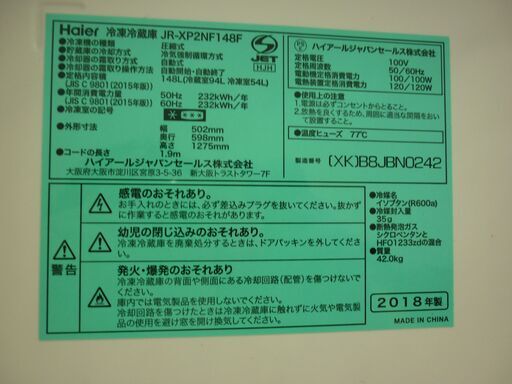 Haier 冷凍冷蔵庫 JR-XP2NF148F
●冷凍機の種類 圧縮式
●貯蔵室の冷却方式 冷気強制循環方式
●冷却器の霜取り方式 自動式
●冷却器の霜取り操作方法 自動開始・自動終了
●定格内容積 148L(冷蔵室94L 冷凍室54L)
(JIS C 9801(2015年版))
●年間消費電力量 50Hz 232kWh/年
(JIS C 9801(2015年版)) 60Hz 232kWh/年
●冷凍室の記号
●外形寸法 幅 502mm
奥行 598mm
高さ 1275mm
●コードの長さ 1.9m
ハイアールジャパンセールス株式会社
大阪府大阪市淀川区宮原3-5-36 新大阪トラストタワー7F
JET
HJH
PS
E
ハイアールジャパンセールス株式会社
定格電圧 100V
定格周波数 50/60Hz
電動機定格消費電力 100/100W
電熱装置定格消費電力 120/120W
●使用上の注意
1.電源は必ずコンセントからとること。
2.放熱を良くするため、周囲に適当な間隔をおいて設置すること。
●温度ヒューズ 77℃
製造番号: (XK)B8JBN0242
警告
感電のおそれあり。
お手入れのときには、必ず差込みプラグを抜いてください。抜かずに作業すると感電のおそれあり。
幼児の閉じ込めのおそれあり。
冷凍冷蔵庫を廃棄処分するときは、ドアパッキンを外してください。
発火・爆発のおそれあり。
冷凍冷蔵庫の背面や側面にある冷却回路(配管)を傷つけないでください。
庫内では電気製品を使用しないでください。
冷却回路を傷つけたときは冷凍冷蔵庫に触れずに火気や電気製品の使用を避け窓を開け換気してください。
●冷媒名
イソブタン(R600a)
●冷媒封入量
35g
●断熱発泡ガス
シクロペンタンと
HFO1233zdの混合
●質量
42.0kg
2018年製
MADE IN CHINA